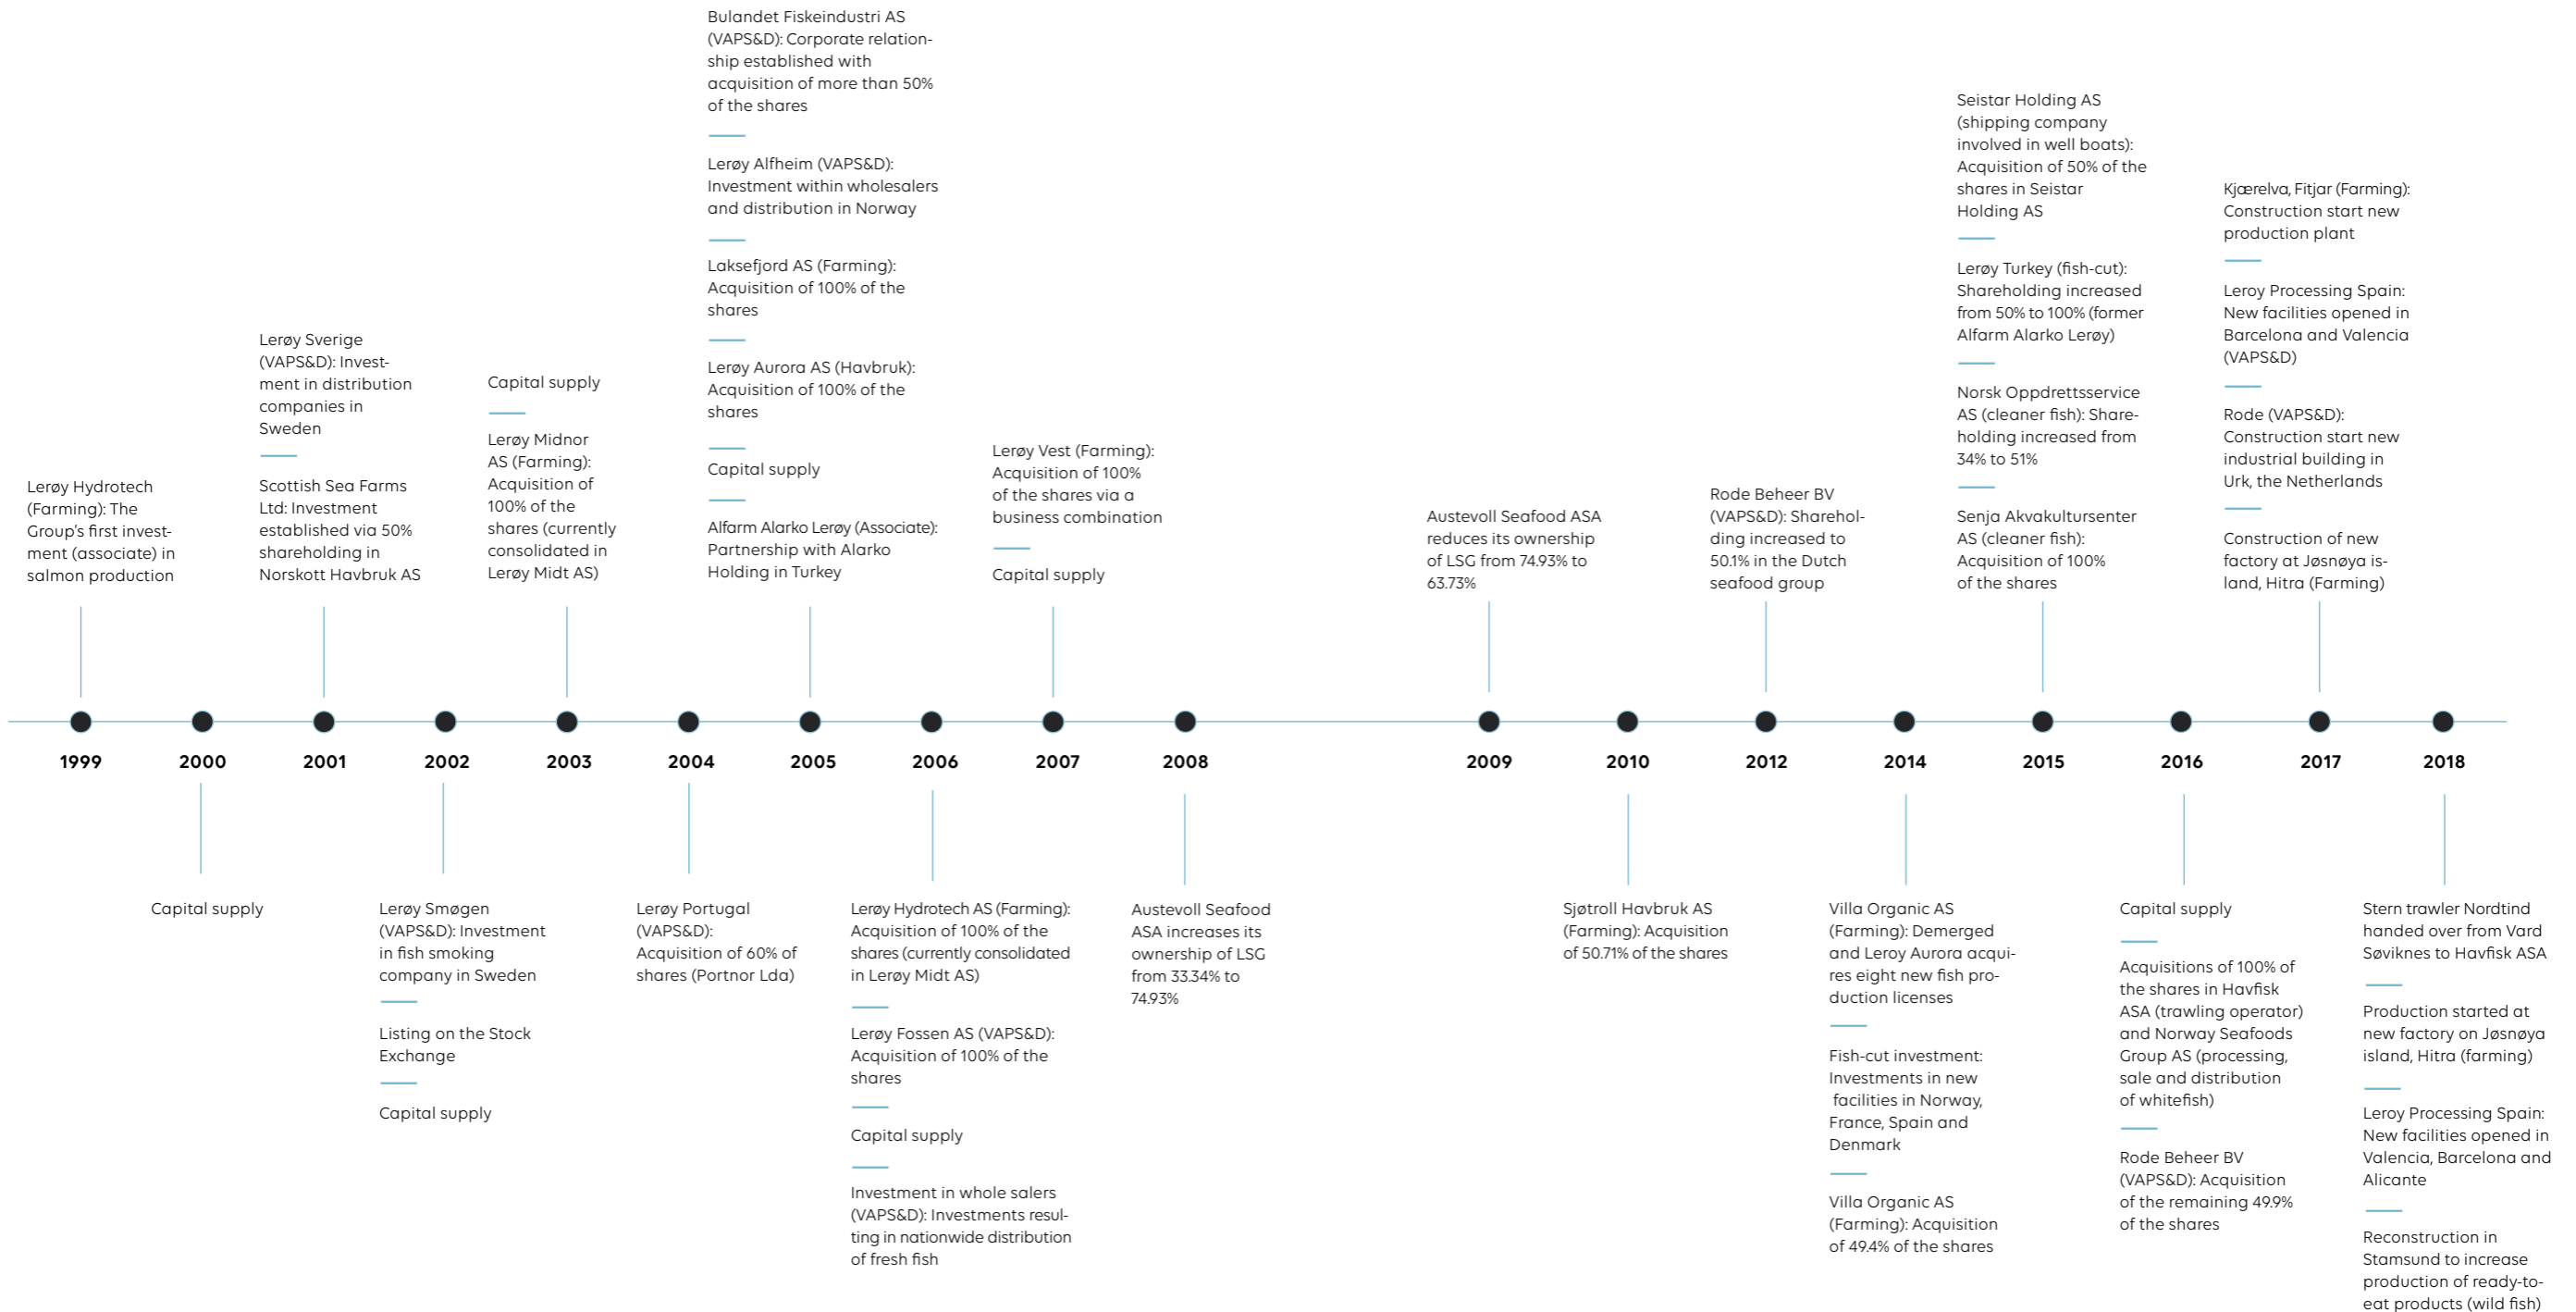 Lerøy Hydrotech
(Farming): The
Group's first invest-
ment (associate) in
salmon production
1999
2000
Capital supply
Lerøy Sverige
(VAPS&D): Invest-
ment in distribution
companies in
Sweden
Scottish Sea Farms
Ltd: Investment
established via 50%
shareholding in
Norskott Havbruk AS
2001
2002
Lerøy Smøgen
(VAPS&D): Investment
in fish smoking
company in Sweden
Listing on the Stock
Exchange
Capital supply
Capital supply
Lerøy Midnor
AS (Farming):
Acquisition of
100% of the
shares (currently
consolidated in
Lerøy Midt AS)
2003
2004
Lerøy Portugal
(VAPS&D):
Acquisition of 60% of
shares (Portnor Lda)
Bulandet Fiskeindustri AS
(VAPS&D): Corporate relation-
ship established with
acquisition of more than 50%
of the shares
Lerøy Alfheim (VAPS&D):
Investment within wholesalers
and distribution in Norway
Laksefjord AS (Farming):
Acquisition of 100% of the
shares
Lerøy Aurora AS (Havbruk):
Acquisition of 100% of the
shares
Capital supply
Alfarm Alarko Lerøy (Associate):
Partnership with Alarko
Holding in Turkey
2005
2006
Lerøy Hydrotech AS (Farming):
Acquisition of 100% of the
shares (currently consolidated
in Lerøy Midt AS)
Lerøy Fossen AS (VAPS&D):
Acquisition of 100% of the
shares
Capital supply
Investment in whole salers
(VAPS&D): Investments resul-
ting in nationwide distribution
of fresh fish
Lerøy Vest (Farming):
Acquisition of 100%
of the shares via a
business combination
Capital supply
2007
2008
Austevoll Seafood
ASA increases its
ownership of LSG
from 33.34% to
74.93%
Austevoll Seafood ASA
reduces its ownership
of LSG from 74.93% to
63.73%
2009
2010
Sjøtroll Havbruk AS
(Farming): Acquisition
of 50.71% of the shares
Rode Beheer BV
(VAPS&D): Sharehol-
ding increased to
50.1% in the Dutch
seafood group
2012
2014
Villa Organic AS
(Farming): Demerged
and Leroy Aurora acqui-
res eight new fish pro-
duction licenses
Fish-cut investment:
Investments in new
facilities in Norway,
France, Spain and
Denmark
Villa Organic AS
(Farming): Acquisition
of 49.4% of the shares
Seistar Holding AS
(shipping company
involved in well boats):
Acquisition of 50% of the
shares in Seistar
Holding AS
Lerøy Turkey (fish-cut):
Shareholding increased
from 50% to 100% (former
Alfarm Alarko Lerøy)
Norsk Oppdrettsservice
AS (cleaner fish): Share-
holding increased from
34% to 51%
Senja Akvakultursenter
AS (cleaner fish):
Acquisition of 100%
of the shares
2015
2016
Capital supply
Acquisitions of 100% of
the shares in Havfisk
ASA (trawling operator)
and Norway Seafoods
Group AS (processing,
sale and distribution
of whitefish)
Rode Beheer BV
(VAPS&D): Acquisition
of the remaining 49.9%
of the shares
Kjærelva, Fitjar (Farming):
Construction start new
production plant
Leroy Processing Spain:
New facilities opened in
Barcelona and Valencia
(VAPS&D)
Rode (VAPS&D):
Construction start new
industrial building in
Urk, the Netherlands
Construction of new
factory at Jøsnøya is-
land, Hitra (Farming)
2017
2018
Stern trawler Nordtind
handed over from Vard
Søviknes to Havfisk ASA
Production started at
new factory on Jøsnøya
island, Hitra (farming)
Leroy Processing Spain:
New facilities opened in
Valencia, Barcelona and
Alicante
Reconstruction in
Stamsund to increase
production of ready-to-
eat products (wild fish)